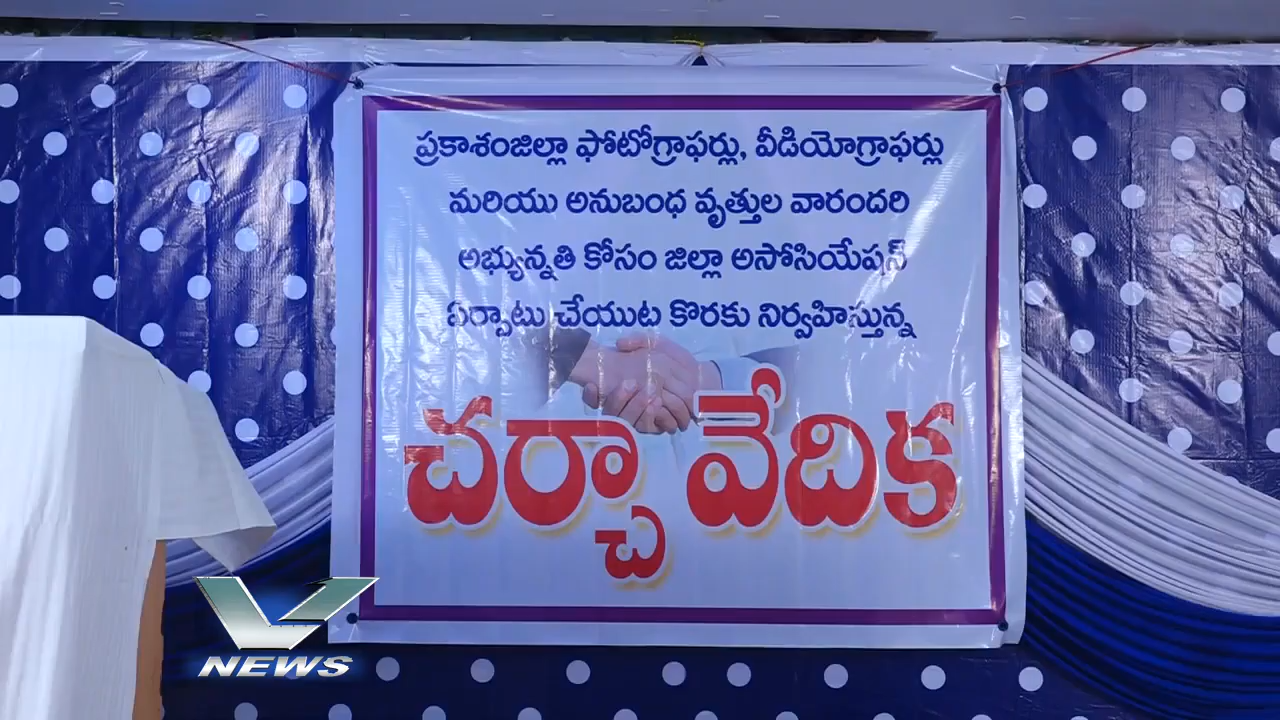 ప్రకాశంజిల్లా ఫోటోగ్రాఫర్లు, వీడియోగ్రాఫర్లు
మరియు అనుబంధ వృత్తుల వారందరి
అభ్యున్నతి కోసం జిల్లా అసోసియేషన్
ఏర్పాటు చేయుట కొరకు నిర్వహిస్తున్న
చర్చా వేదిక
V
NEWS